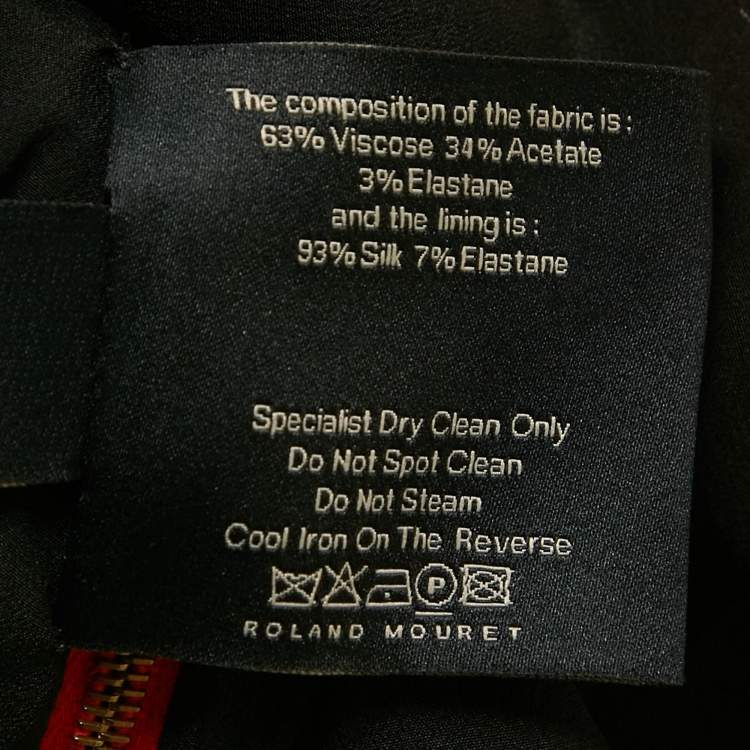 The composition of the fabric is :
63% Viscose 34% Acetate
3% Elastane
and the lining is :
93% Silk 7% Elastane
Specialist Dry Clean Only
Do Not Spot Clean
Do Not Steam
Cool Iron On The Reverse
P
ROLAND MOURET